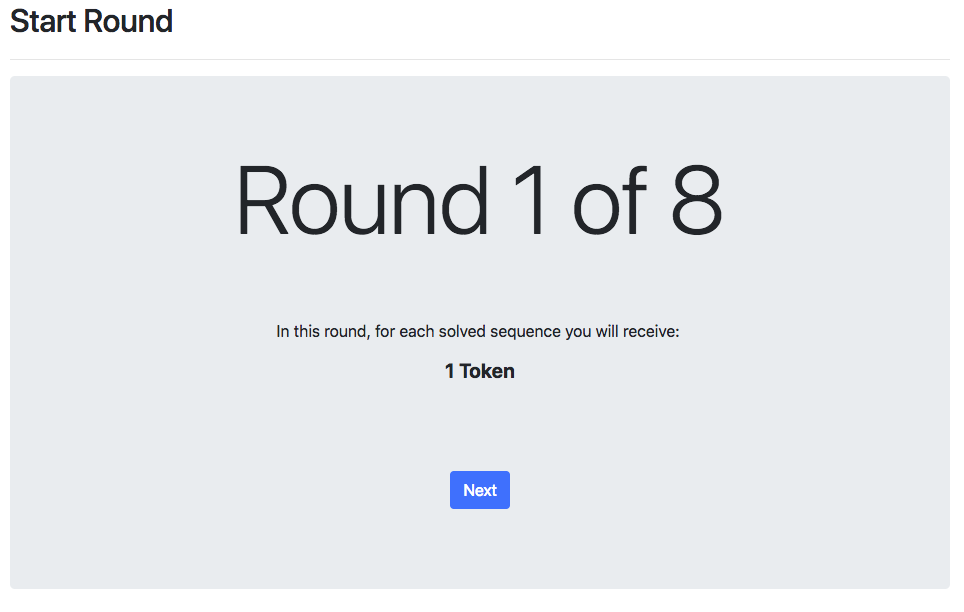 Start Round
Round 1 of 8
In this round, for each solved sequence you will receive:
1 Token
Next